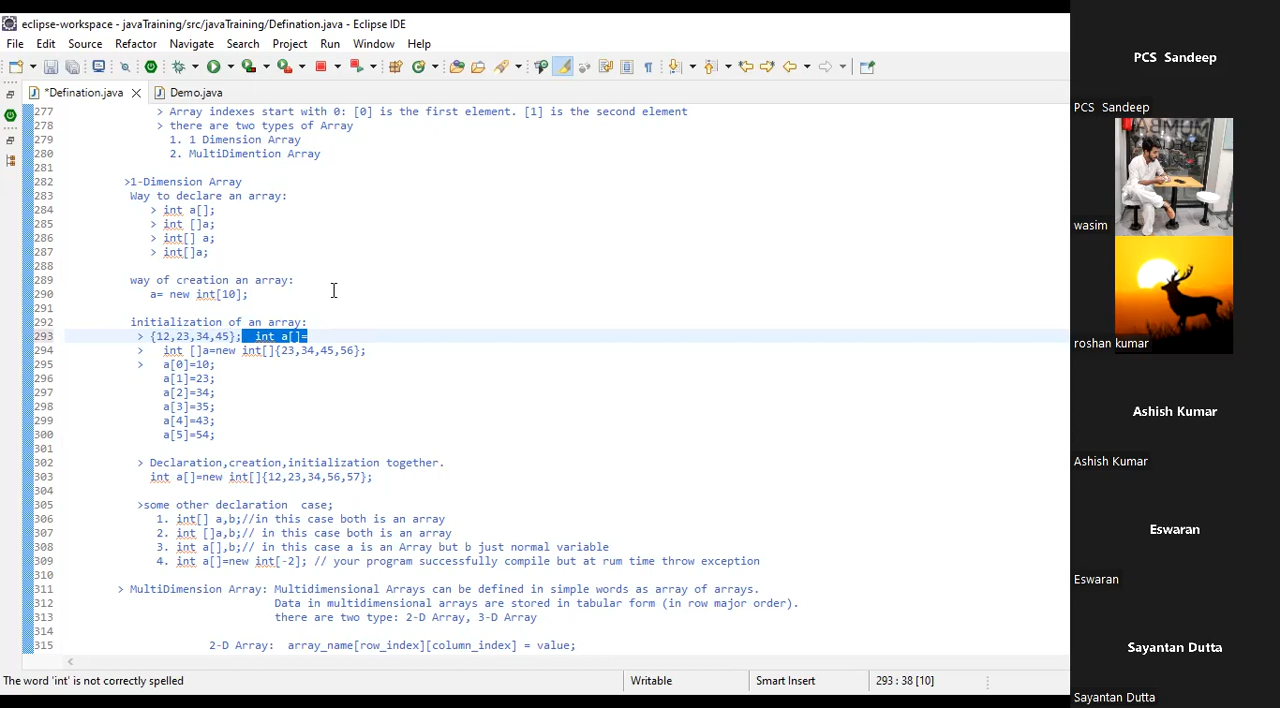 eclipse-workspace - javaTraining/src/javaTraining/Defination.java - Eclipse IDE
File Edit Source Refactor Navigate Search Project Run Window Help
*Defination.java Demo.java
277 > Array indexes start with 0: [0] is the first element. [1] is the second element
278 > there are two types of Array
279 1. 1 Dimension Array
280 2. MultiDimention Array
281
282 >1-Dimension Array
283 Way to declare an array:
284 > int a[];
285 > int []a;
286 > int[] a;
287 > int[]a;
288
289 way of creation an array:
290 a= new int[10];
291
292 initialization of an array:
293 > {12,23,34,45}; int a[]=
294 > int []a=new int[]{23,34,45,56};
295 > a[0]=10;
296 a[1]=23;
297 a[2]=34;
298 a[3]=35;
299 a[4]=43;
300 a[5]=54;
301
302 > Declaration,creation,initialization together.
303 int a[]=new int[]{12,23,34,56,57};
304
305 >some other declaration case;
306 1. int[] a,b;//in this case both is an array
307 2. int []a,b;// in this case both is an array
308 3. int a[],b;// in this case a is an Array but b just normal variable
309 4. int a[]=new int[-2]; // your program successfully compile but at rum time throw exception
310
311 > MultiDimension Array: Multidimensional Arrays can be defined in simple words as array of arrays.
312 Data in multidimensional arrays are stored in tabular form (in row major order).
313 there are two type: 2-D Array, 3-D Array
314
315 2-D Array: array_name[row_index][column_index] = value;
The word 'int' is not correctly spelled Writable Smart Insert 293 : 38 [10]
PCS Sandeep
PCS Sandeep
wasim
roshan kumar
Ashish Kumar
Ashish Kumar
Eswaran
Eswaran
Sayantan Dutta
Sayantan Dutta